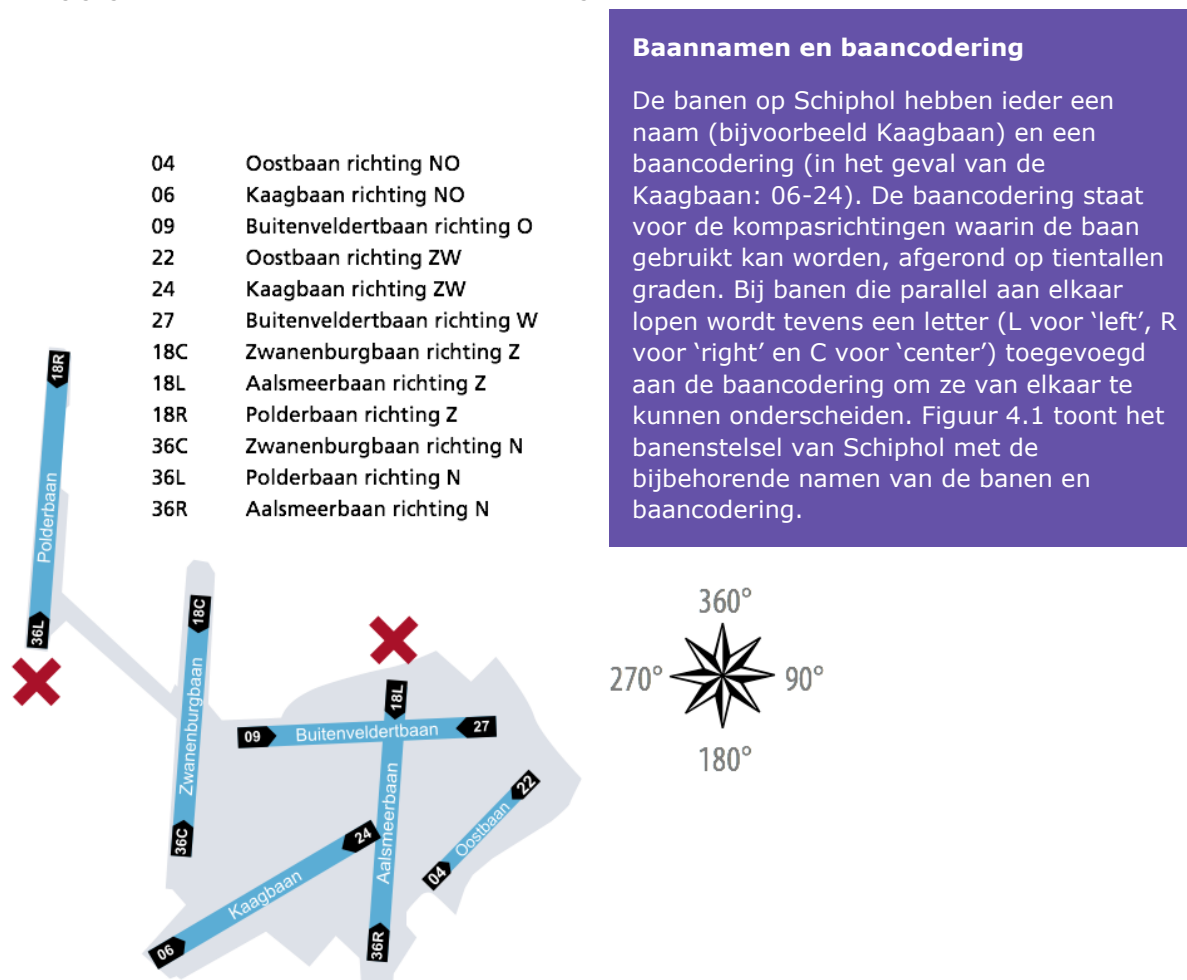 Baannamen en baancodering
De banen op Schiphol hebben ieder een
naam (bijvoorbeeld Kaagbaan) en een
baancodering (in het geval van de
Kaagbaan: 06-24). De baancodering staat
voor de kompasrichtingen waarin de baan
gebruikt kan worden, afgerond op tientallen
graden. Bij banen die parallel aan elkaar
lopen wordt tevens een letter (L voor ‘left’, R
voor ‘right’ en C voor ‘center’) toegevoegd
aan de baancodering om ze van elkaar te
kunnen onderscheiden. Figuur 4.1 toont het
banenstelsel van Schiphol met de
bijbehorende namen van de banen en
baancodering.
04 Oostbaan richting NO
06 Kaagbaan richting NO
09 Buitenveldertbaan richting O
22 Oostbaan richting ZW
24 Kaagbaan richting ZW
27 Buitenveldertbaan richting W
18C Zwanenburgbaan richting Z
18L Aalsmeerbaan richting Z
18R Polderbaan richting Z
36C Zwanenburgbaan richting N
36L Polderbaan richting N
36R Aalsmeerbaan richting N
18R
Polderbaan
36L
18C
Zwanenburgbaan
36C
18L
Aalsmeerbaan
36R
09 Buitenveldertbaan 27
24
Kaagbaan
06
22
Oostbaan
04
360°
270° 90°
180°